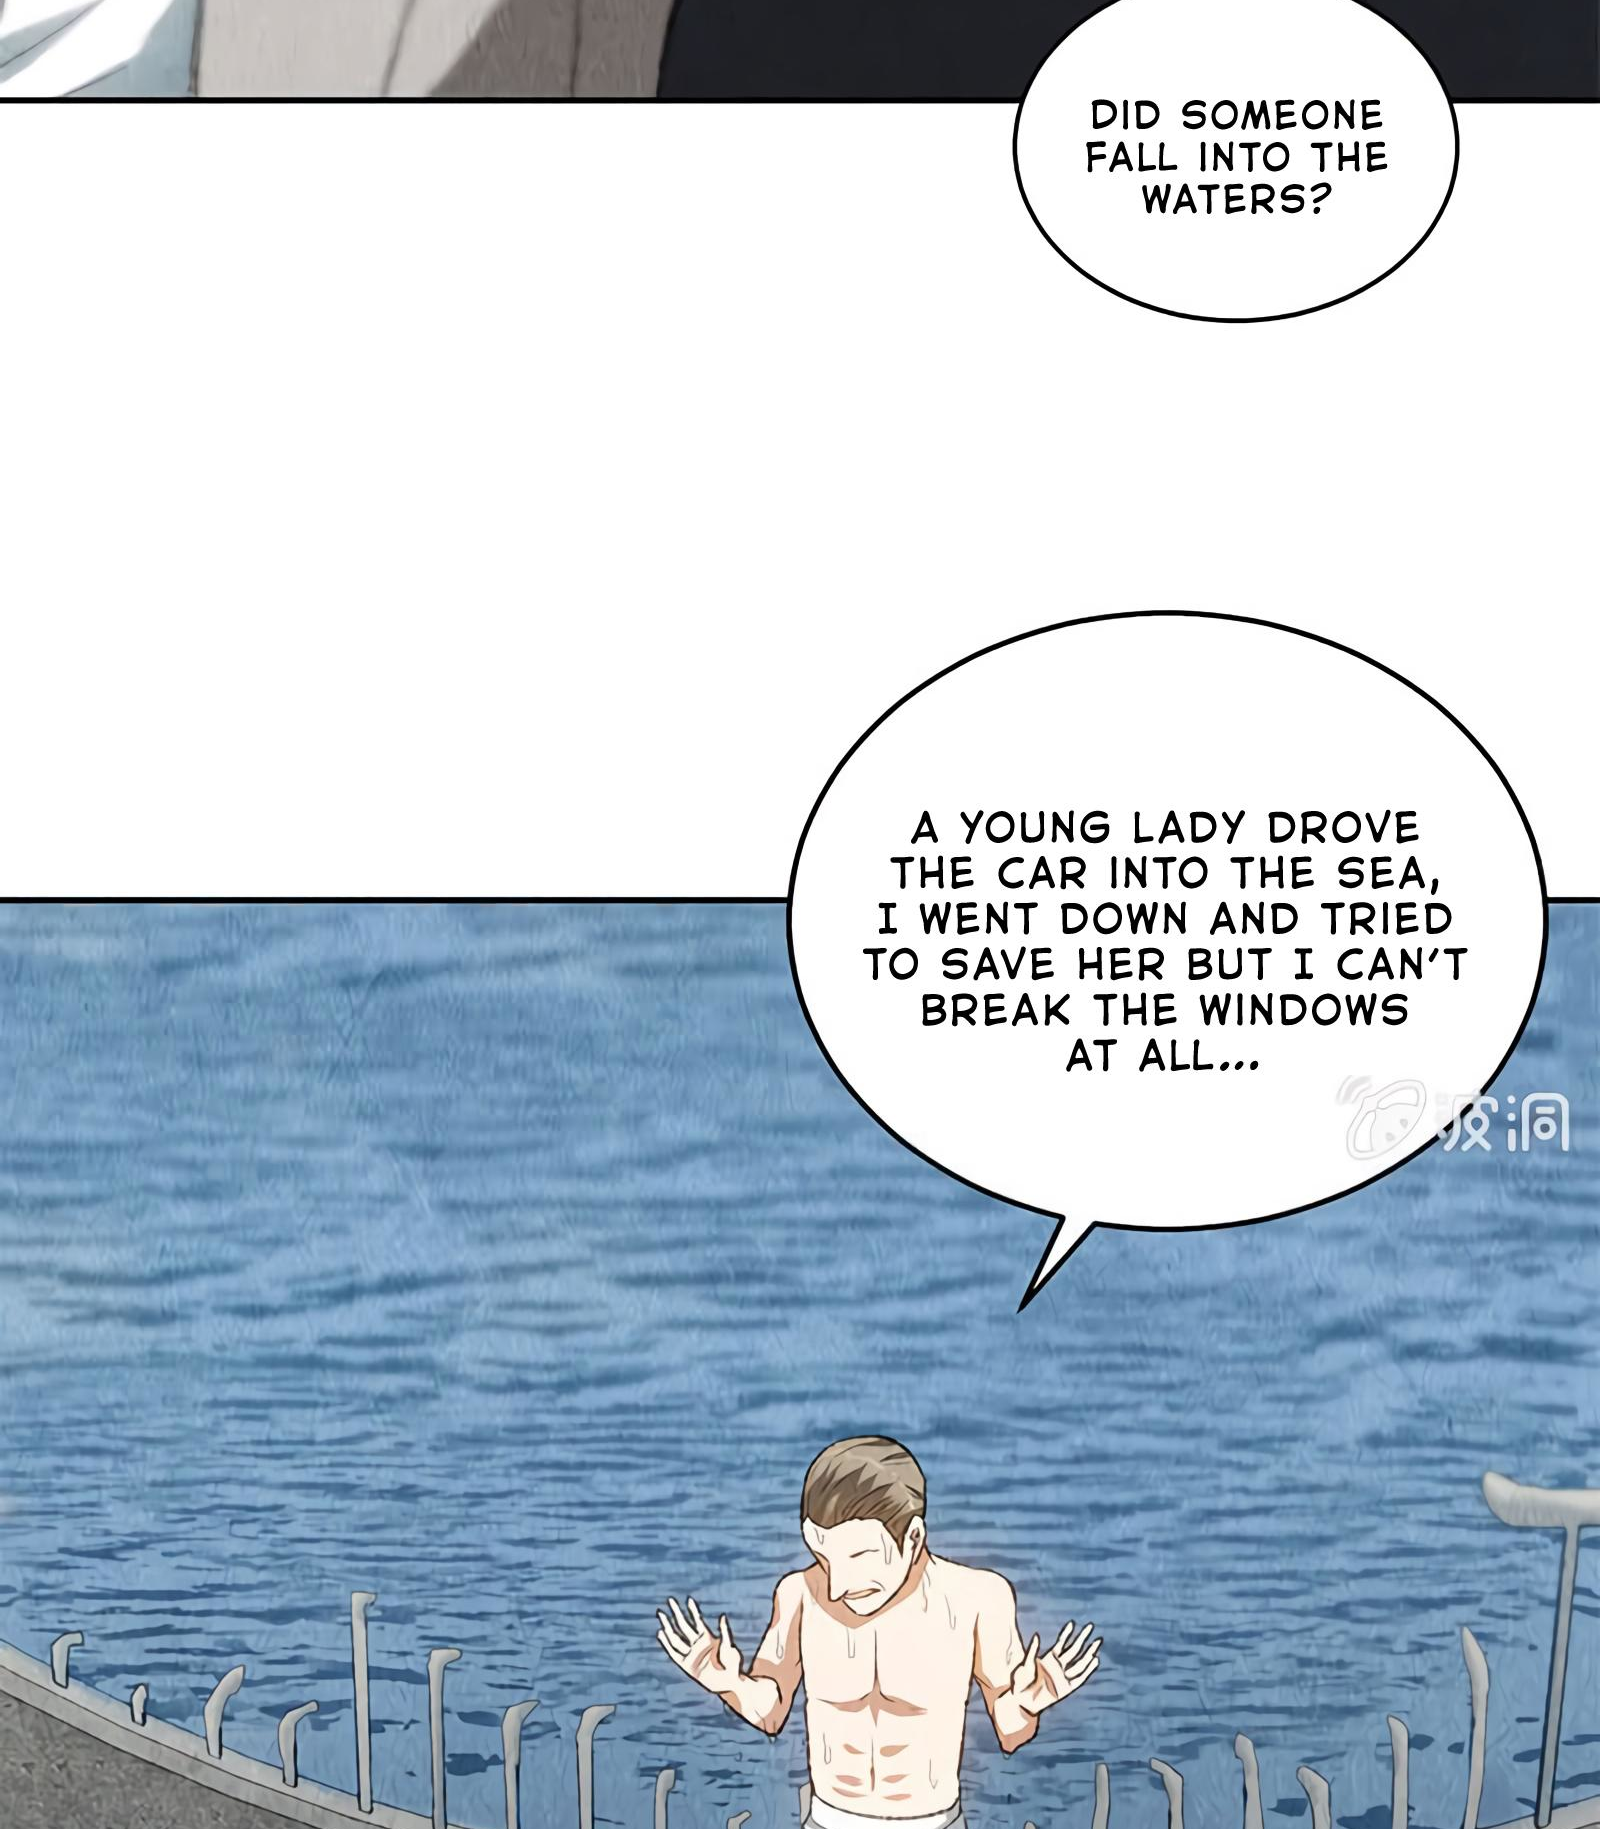 DID SOMEONE
FALL INTO THE
WATERS?
A YOUNG LADY DROVE
THE CAR INTO THE SEA,
I WENT DOWN AND TRIED
TO SAVE HER BUT I CAN'T
BREAK THE WINDOWS
AT ALL...
波洞